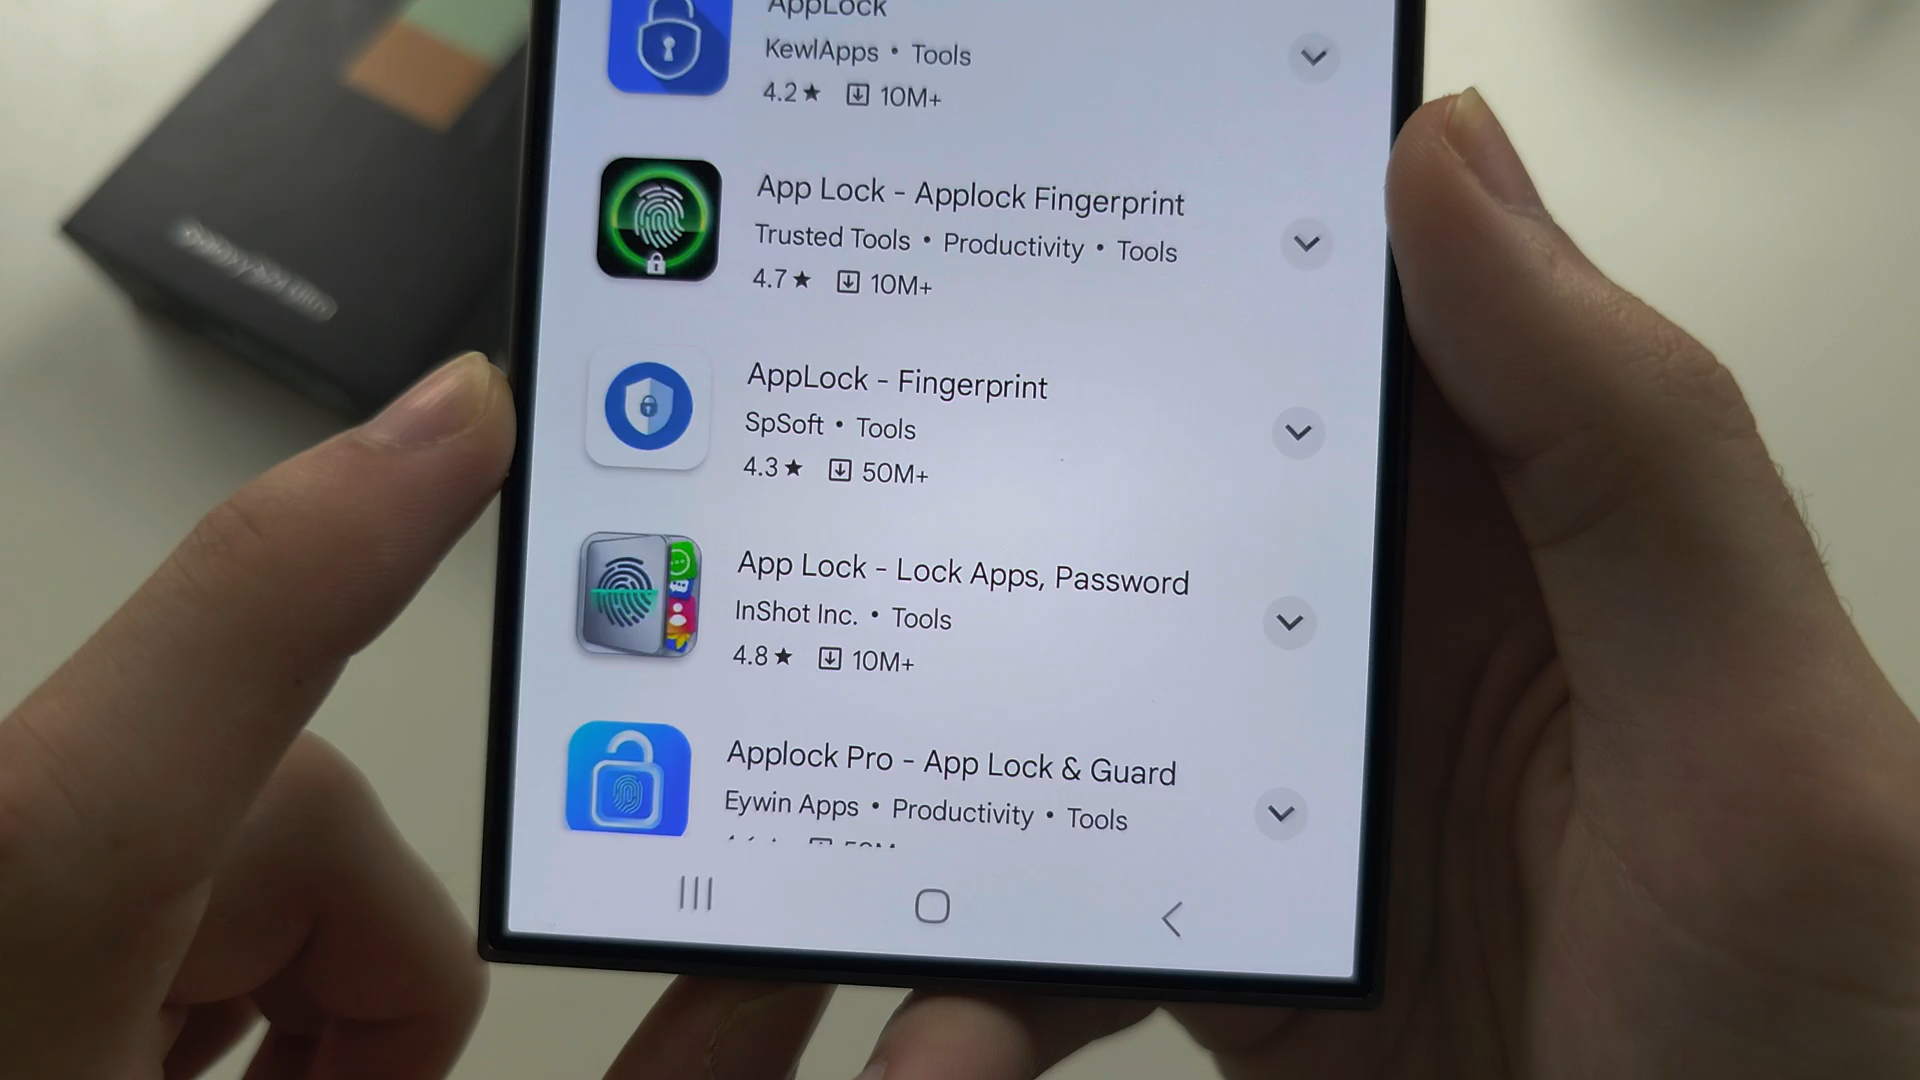 AppLock
KewlApps • Tools
4.2★ 10M+
App Lock - Applock Fingerprint
Trusted Tools • Productivity • Tools
4.7★ 10M+
AppLock - Fingerprint
SpSoft • Tools
4.3★ 50M+
App Lock - Lock Apps, Password
InShot Inc. • Tools
4.8★ 10M+
Applock Pro - App Lock & Guard
Eywin Apps • Productivity • Tools